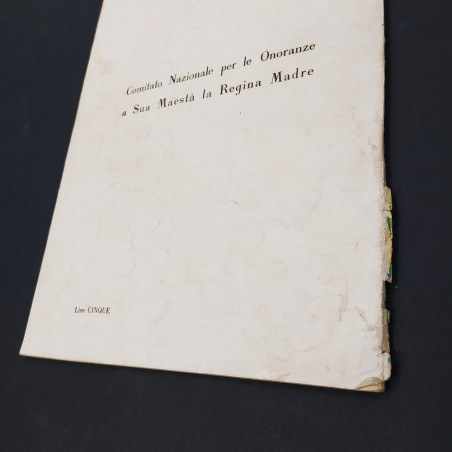 Comitato Nazionale per le Onoranze
a Sua Maestà la Regina Madre
Lire CINQUE